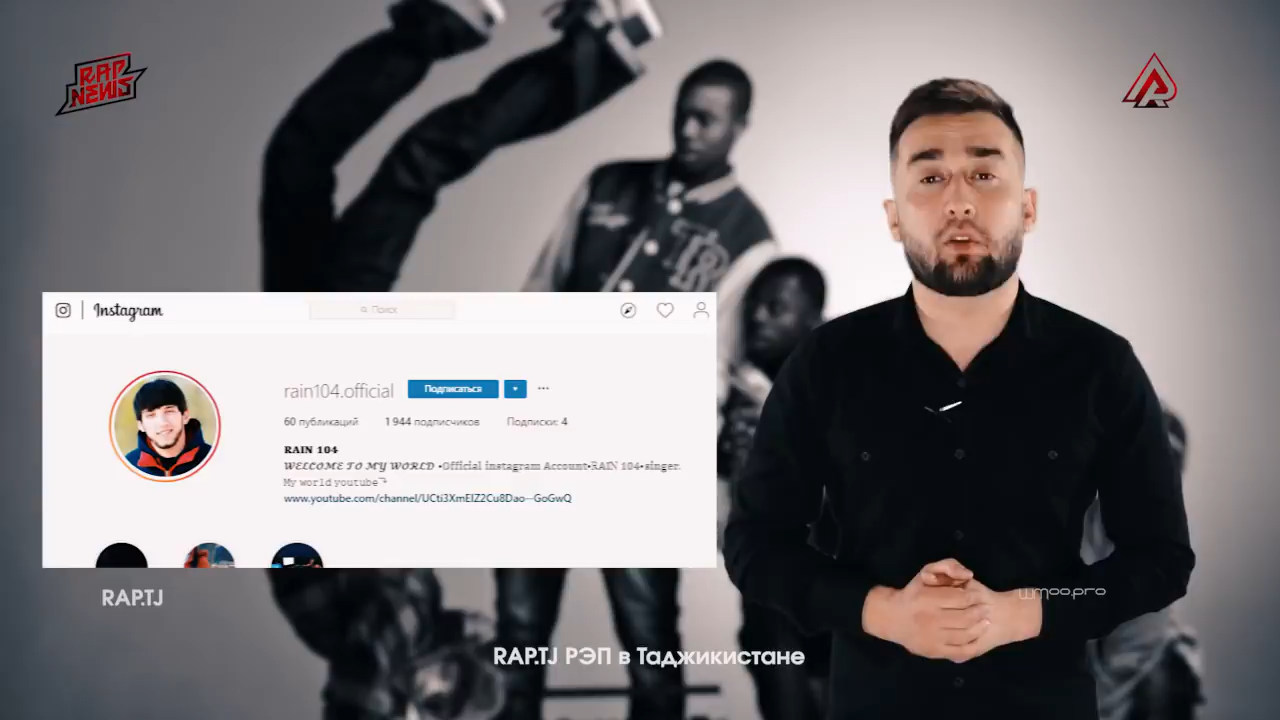 RAP
NEWS
Instagram
Поиск
rain104.official
Подписаться
60 публикаций 1 944 подписчиков Подписки: 4
RAIN 104
WELCOME TO MY WORLD •Official instagram Account•RAIN 104•singer.
My world youtube
www.youtube.com/channel/UCti3XmElZ2Cu8Dao--GoGwQ
RAP.TJ
wmoo.pro
RAP.TJ РЭП в Таджикистане